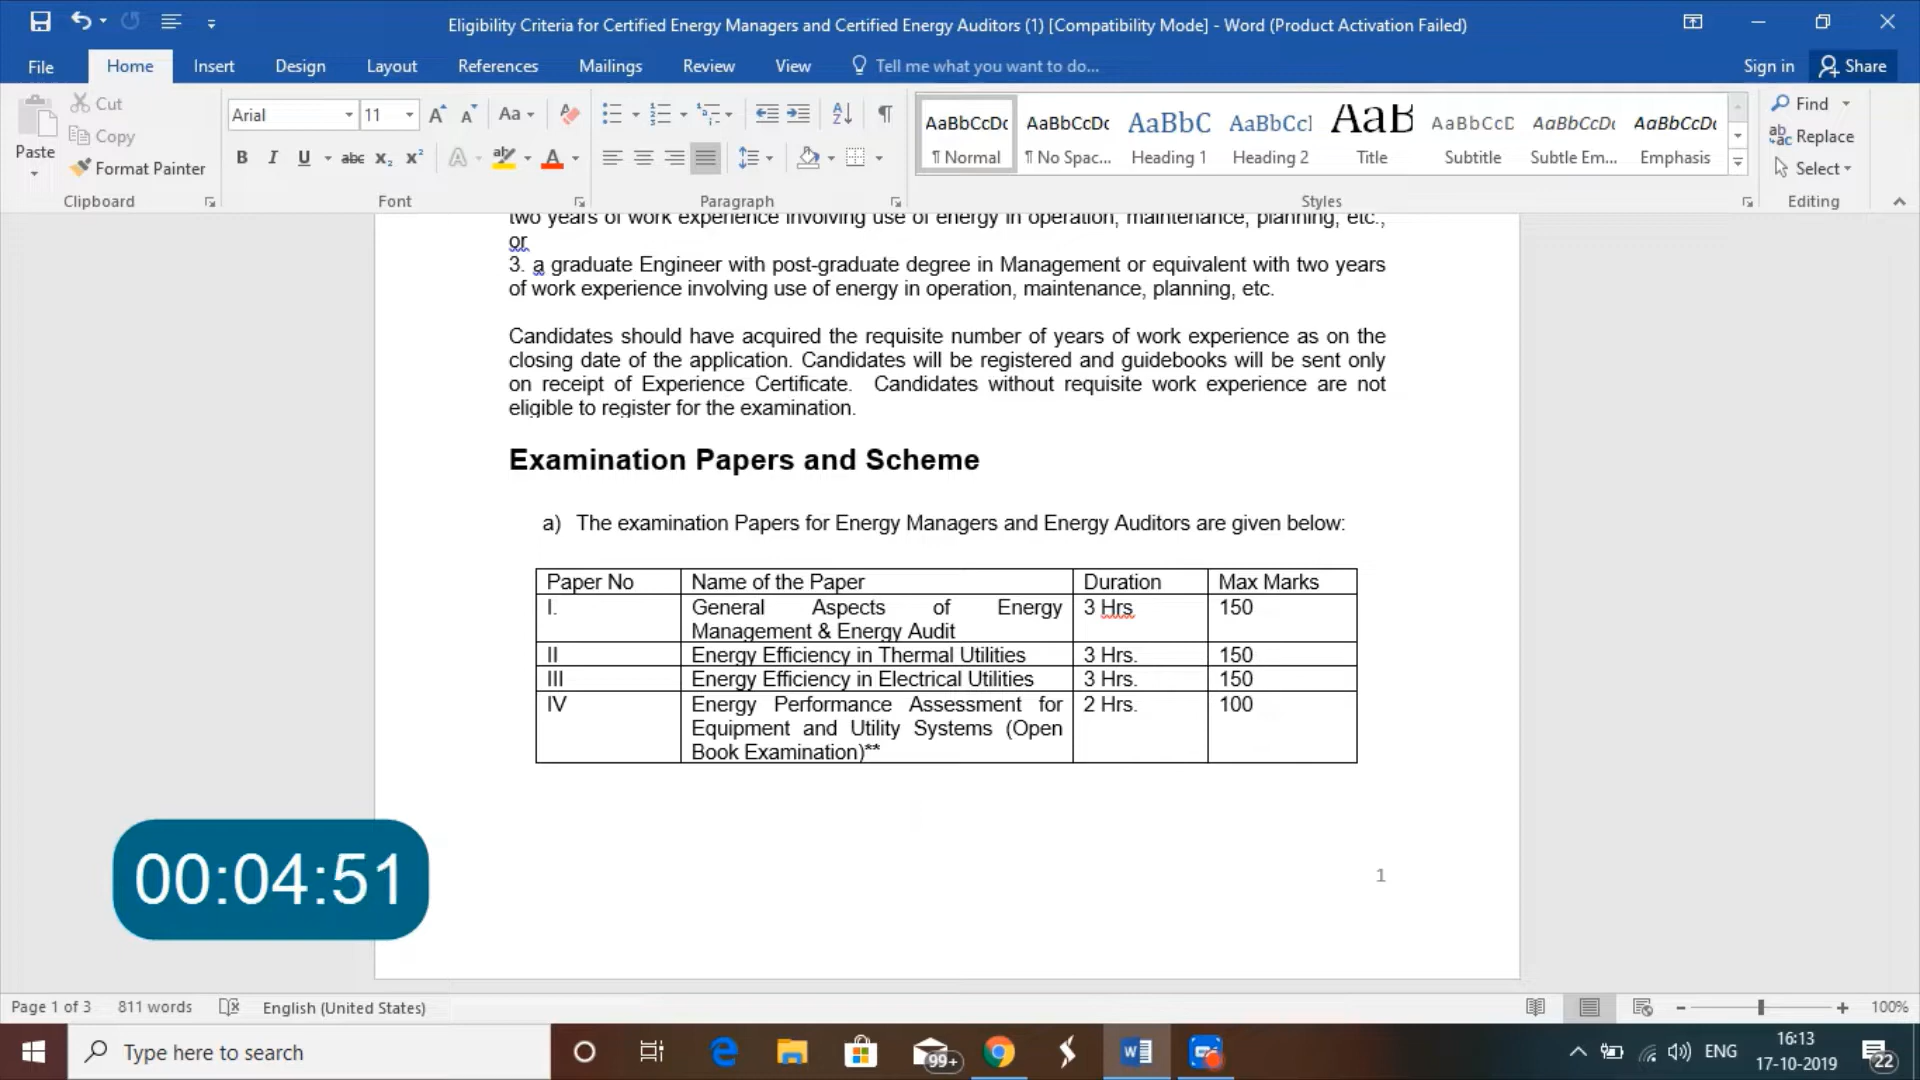 Eligibility Criteria for Certified Energy Managers and Certified Energy Auditors (1) [Compatibility Mode] - Word (Product Activation Failed)
File Home Insert Design Layout References Mailings Review View Tell me what you want to do... Sign in Share
Cut
Copy
Format Painter
Paste
Clipboard
Arial 11
Font
Paragraph
AaBbCcDc AaBbCcDc AaBbC AaBbCcI AaB AaBbCcD AaBbCcDc AaBbCcDc
¶ Normal ¶ No Spac... Heading 1 Heading 2 Title Subtitle Subtle Em... Emphasis
Styles
Find
Replace
Select
Editing
two years of work experience involving use of energy in operation, maintenance, planning, etc.,
or
3. a graduate Engineer with post-graduate degree in Management or equivalent with two years
of work experience involving use of energy in operation, maintenance, planning, etc.
Candidates should have acquired the requisite number of years of work experience as on the
closing date of the application. Candidates will be registered and guidebooks will be sent only
on receipt of Experience Certificate. Candidates without requisite work experience are not
eligible to register for the examination.
Examination Papers and Scheme
a) The examination Papers for Energy Managers and Energy Auditors are given below:
Paper No Name of the Paper Duration Max Marks
I. General Aspects of Energy 3 Hrs 150
Management & Energy Audit
II Energy Efficiency in Thermal Utilities 3 Hrs. 150
III Energy Efficiency in Electrical Utilities 3 Hrs. 150
IV Energy Performance Assessment for 2 Hrs. 100
Equipment and Utility Systems (Open
Book Examination)**
00:04:51
1
Page 1 of 3 811 words English (United States) 100%
Type here to search
99+
ENG
16:13
17-10-2019
22